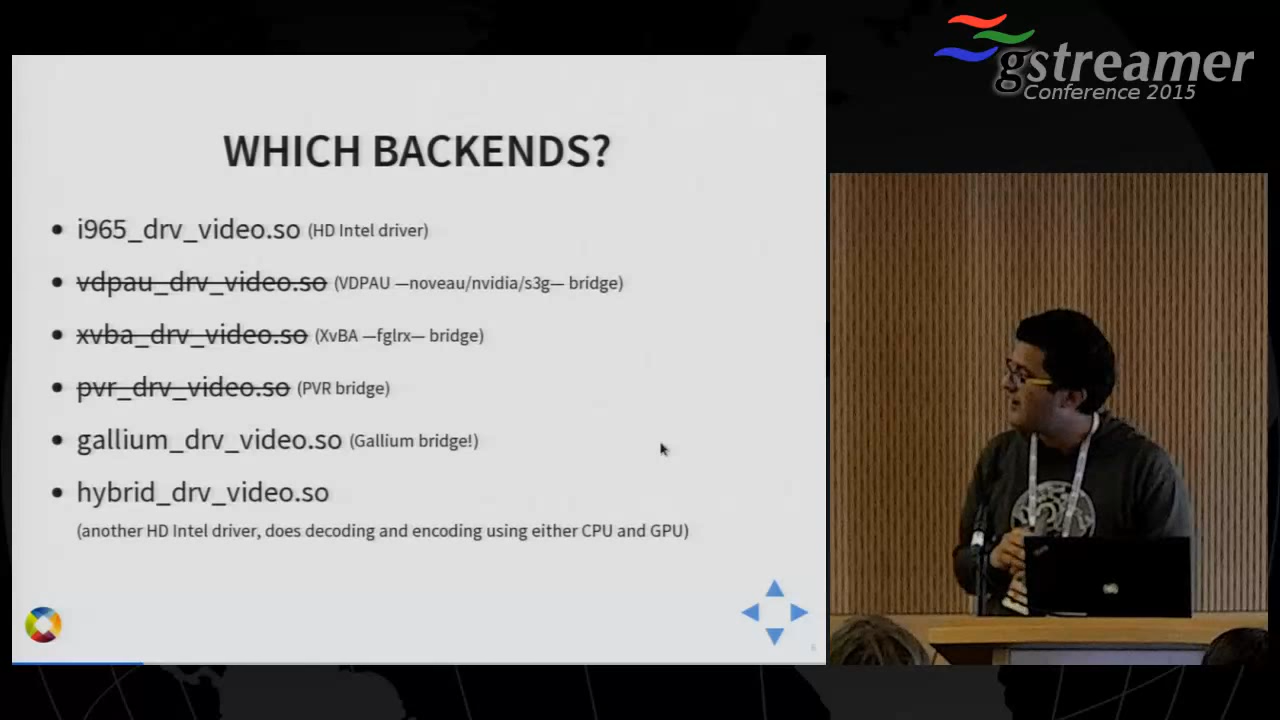 gstreamer
Conference 2015
WHICH BACKENDS?
i965_drv_video.so (HD Intel driver)
vdpau_drv_video.so (VDPAU —noveau/nvidia/s3g— bridge)
xvba_drv_video.so (XvBA —fglrx— bridge)
pvr_drv_video.so (PVR bridge)
gallium_drv_video.so (Gallium bridge!)
hybrid_drv_video.so
(another HD Intel driver, does decoding and encoding using either CPU and GPU)
6